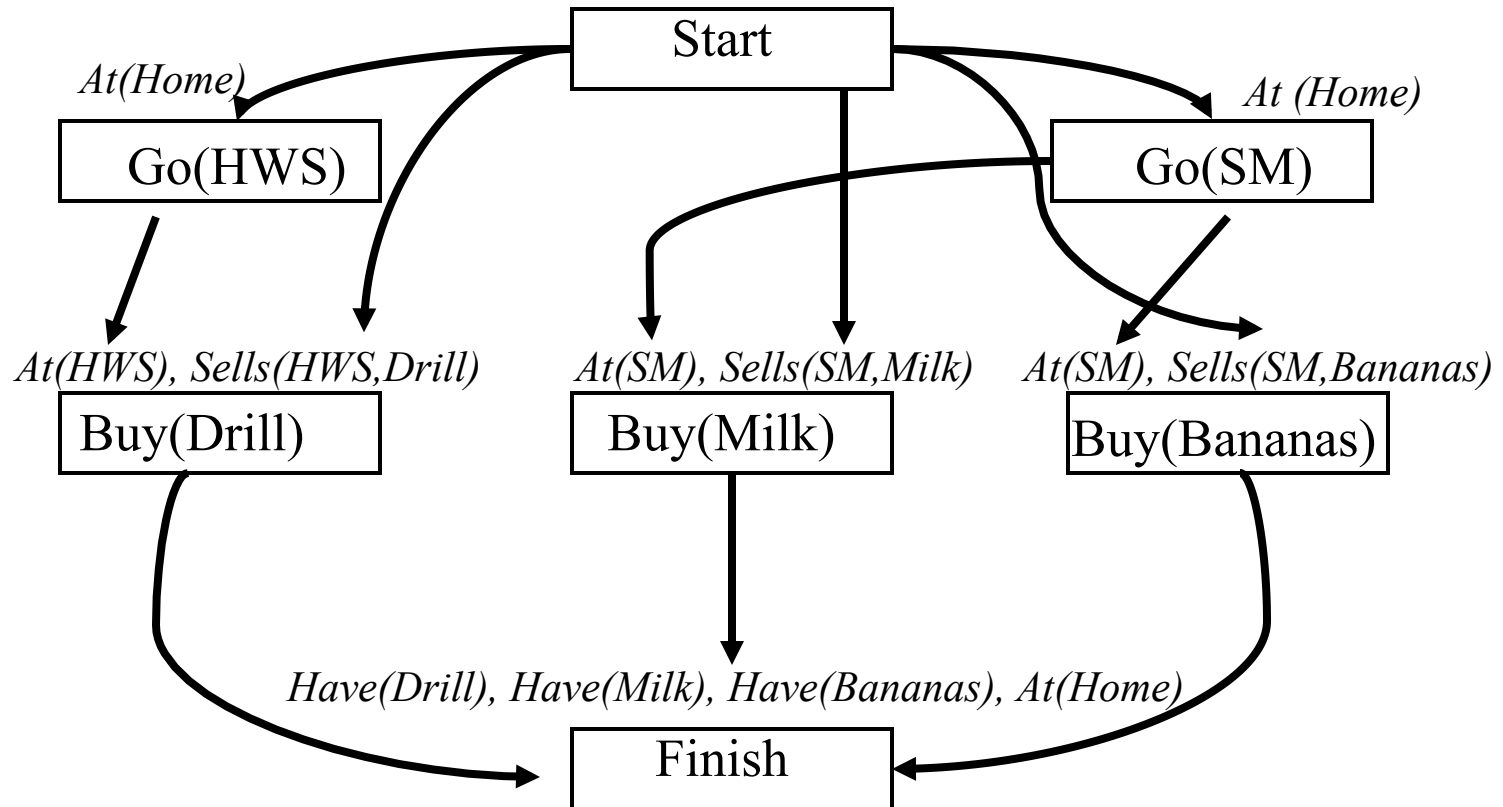 Start
At(Home)
At (Home)
Go(HWS)
Go(SM)
At(HWS), Sells(HWS,Drill)
At(SM), Sells(SM,Milk)
At(SM), Sells(SM,Bananas)
Buy(Drill)
Buy(Milk)
Buy(Bananas)
Have(Drill), Have(Milk), Have(Bananas), At(Home)
Finish